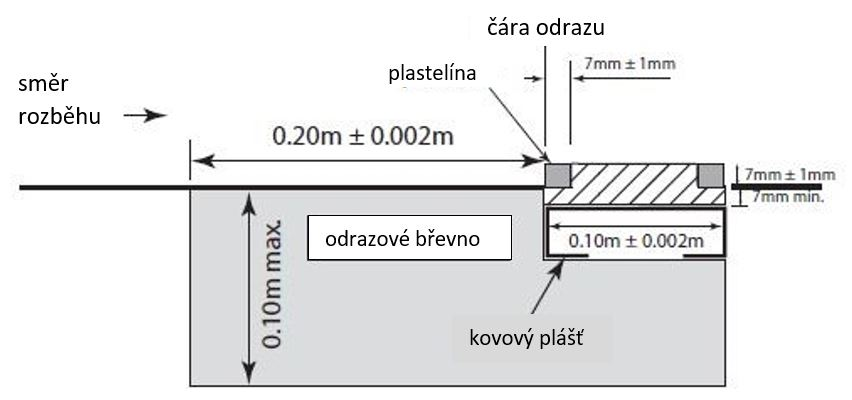 čára odrazu
7mm ± 1mm
plastelína
směr
rozběhu
0.20m ± 0.002m
7mm ± 1mm
7mm min.
odrazové břevno
0.10m ± 0.002m
0.10m max.
kovový plášť